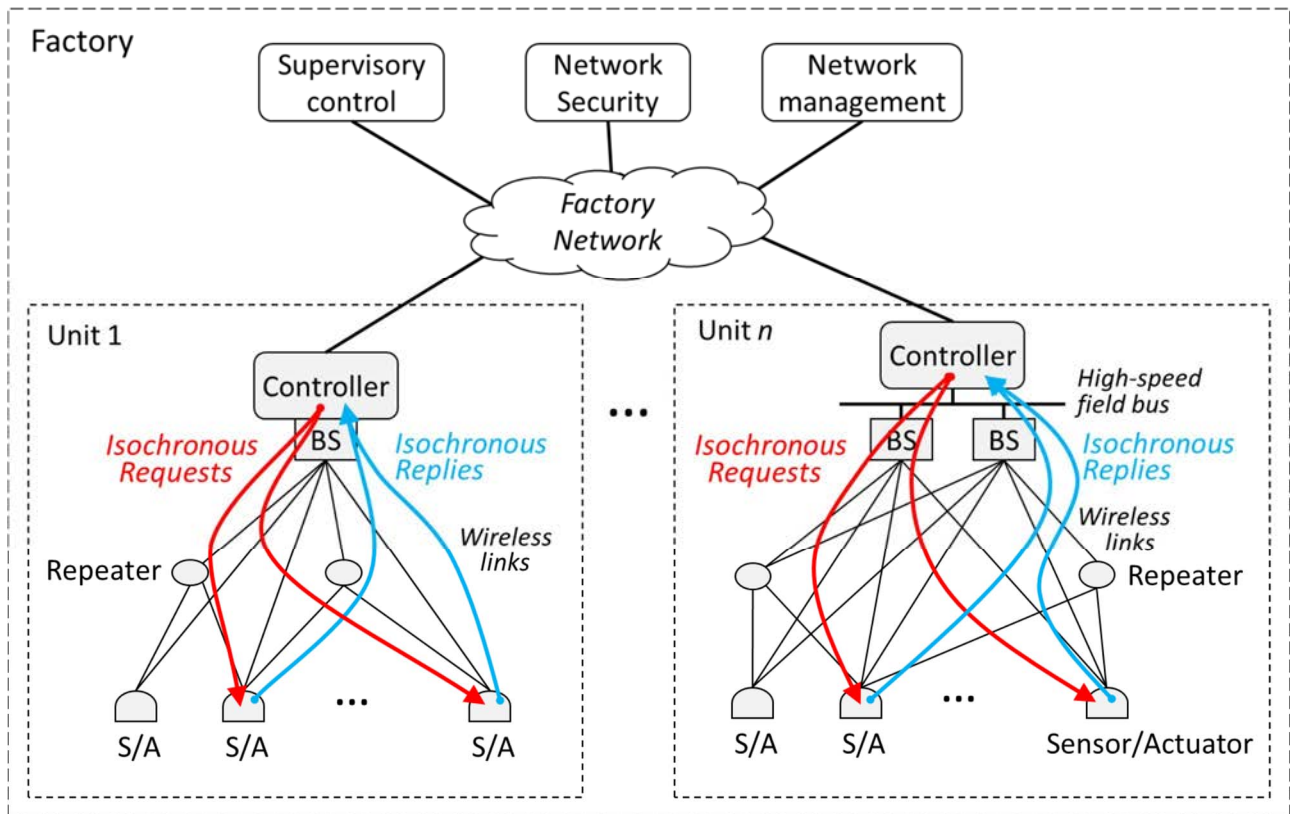 Factory
Supervisory
control
Network
Security
Network
management
Factory
Network
Unit 1
Controller
BS
Isochronous
Requests
Isochronous
Replies
Wireless
links
Repeater
S/A
S/A
...
S/A
...
Unit n
Controller
High-speed
field bus
BS
BS
Isochronous
Requests
Isochronous
Replies
Wireless
links
Repeater
S/A
S/A
...
Sensor/Actuator